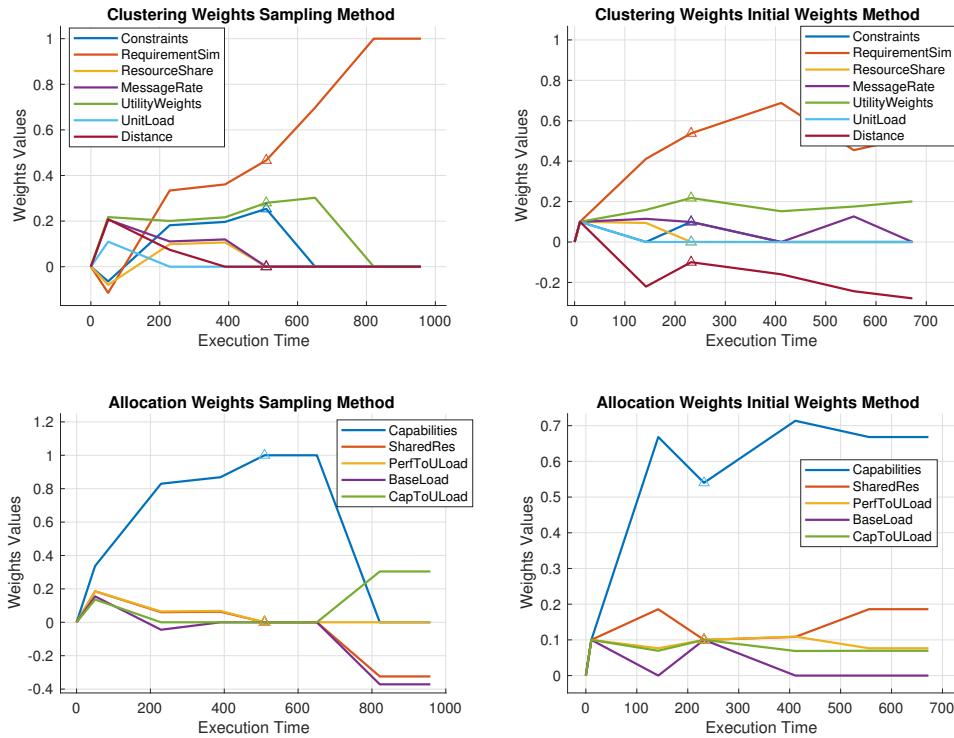 Clustering Weights Sampling Method
1
0.8
0.6
0.4
0.2
0
Weights Values
Constraints
RequirementSim
ResourceShare
MessageRate
UtilityWeights
UnitLoad
Distance
0 200 400 600 800 1000
Execution Time
Clustering Weights Initial Weights Method
1
0.8
0.6
0.4
0.2
0
-0.2
Weights Values
Constraints
RequirementSim
ResourceShare
MessageRate
UtilityWeights
UnitLoad
Distance
0 100 200 300 400 500 600 700
Execution Time
Allocation Weights Sampling Method
1.2
1
0.8
0.6
0.4
0.2
0
-0.2
-0.4
Weights Values
Capabilities
SharedRes
PerfToULoad
BaseLoad
CapToULoad
0 200 400 600 800 1000
Execution Time
Allocation Weights Initial Weights Method
0.7
0.6
0.5
0.4
0.3
0.2
0.1
0
Weights Values
Capabilities
SharedRes
PerfToULoad
BaseLoad
CapToULoad
0 100 200 300 400 500 600 700
Execution Time